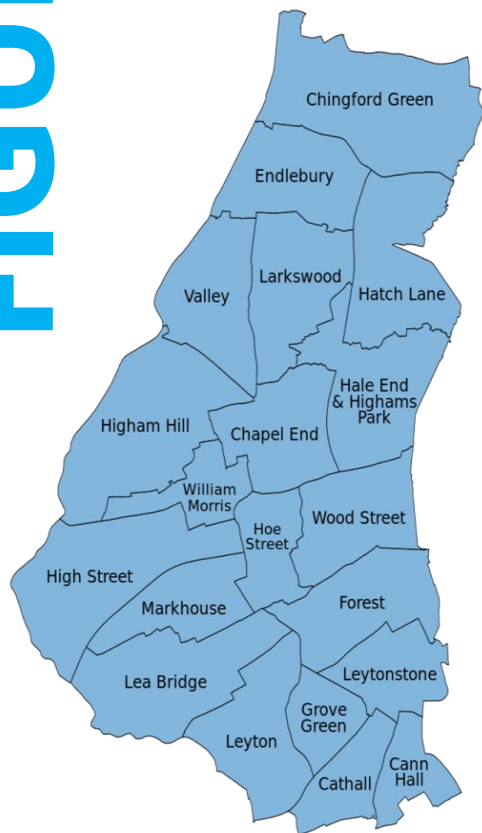 FIGU
Chingford Green
Endlebury
Larkswood
Valley
Hatch Lane
Hale End
& Highams
Park
Higham Hill
Chapel End
William
Morris
Wood Street
Hoe
Street
High Street
Markhouse
Forest
Leytonstone
Lea Bridge
Grove
Green
Leyton
Cann
Hall
Cathall